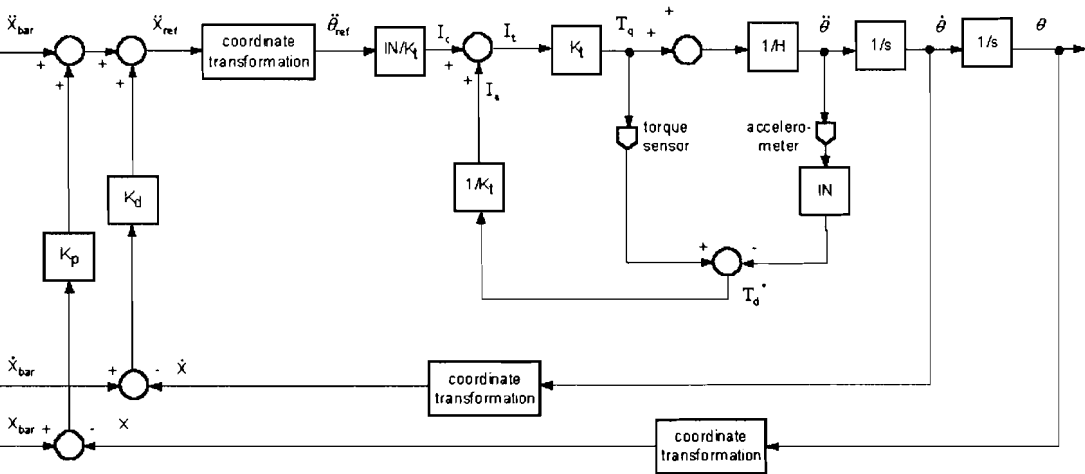 Ẍbar
Ẍref
θ̈ref
Ic
It
Tq
θ̈
θ̇
θ
coordinate
transformation
IN/Kt
Kt
1/H
1/s
1/s
+
+
+
+
+
+
+
+
Is
torque
sensor
accelero-
meter
1/Kt
IN
Kd
Kp
+
-
Td*
Ẋbar
+
-
Ẋ
coordinate
transformation
Xbar
+
-
X
coordinate
transformation